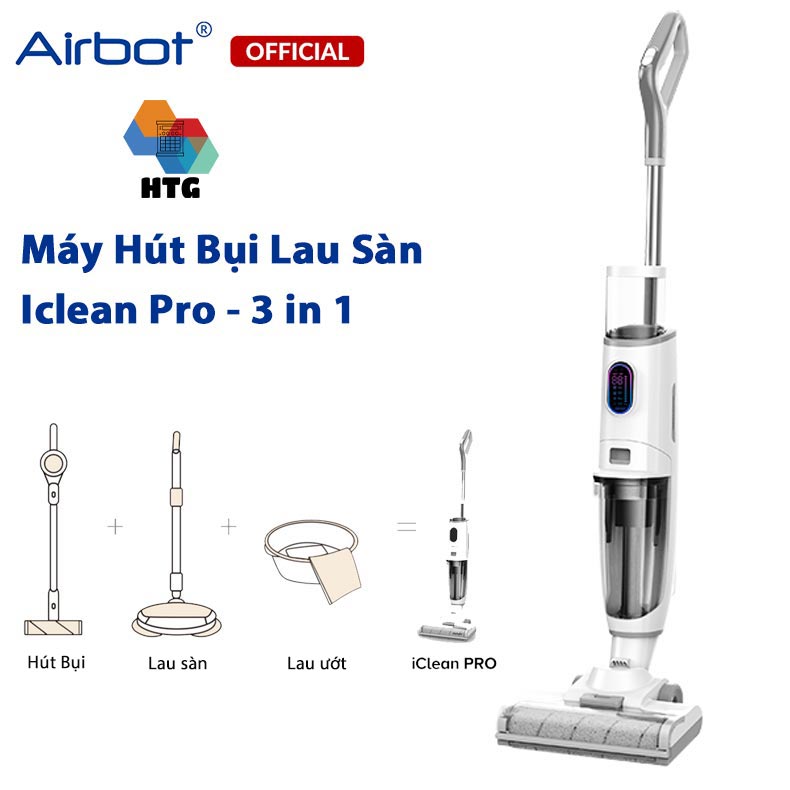 Airbot®
OFFICIAL
HTG
Máy Hút Bụi Lau Sàn
Iclean Pro - 3 in 1
+
+
=
Hút Bụi
Lau sàn
Lau ướt
iClean PRO